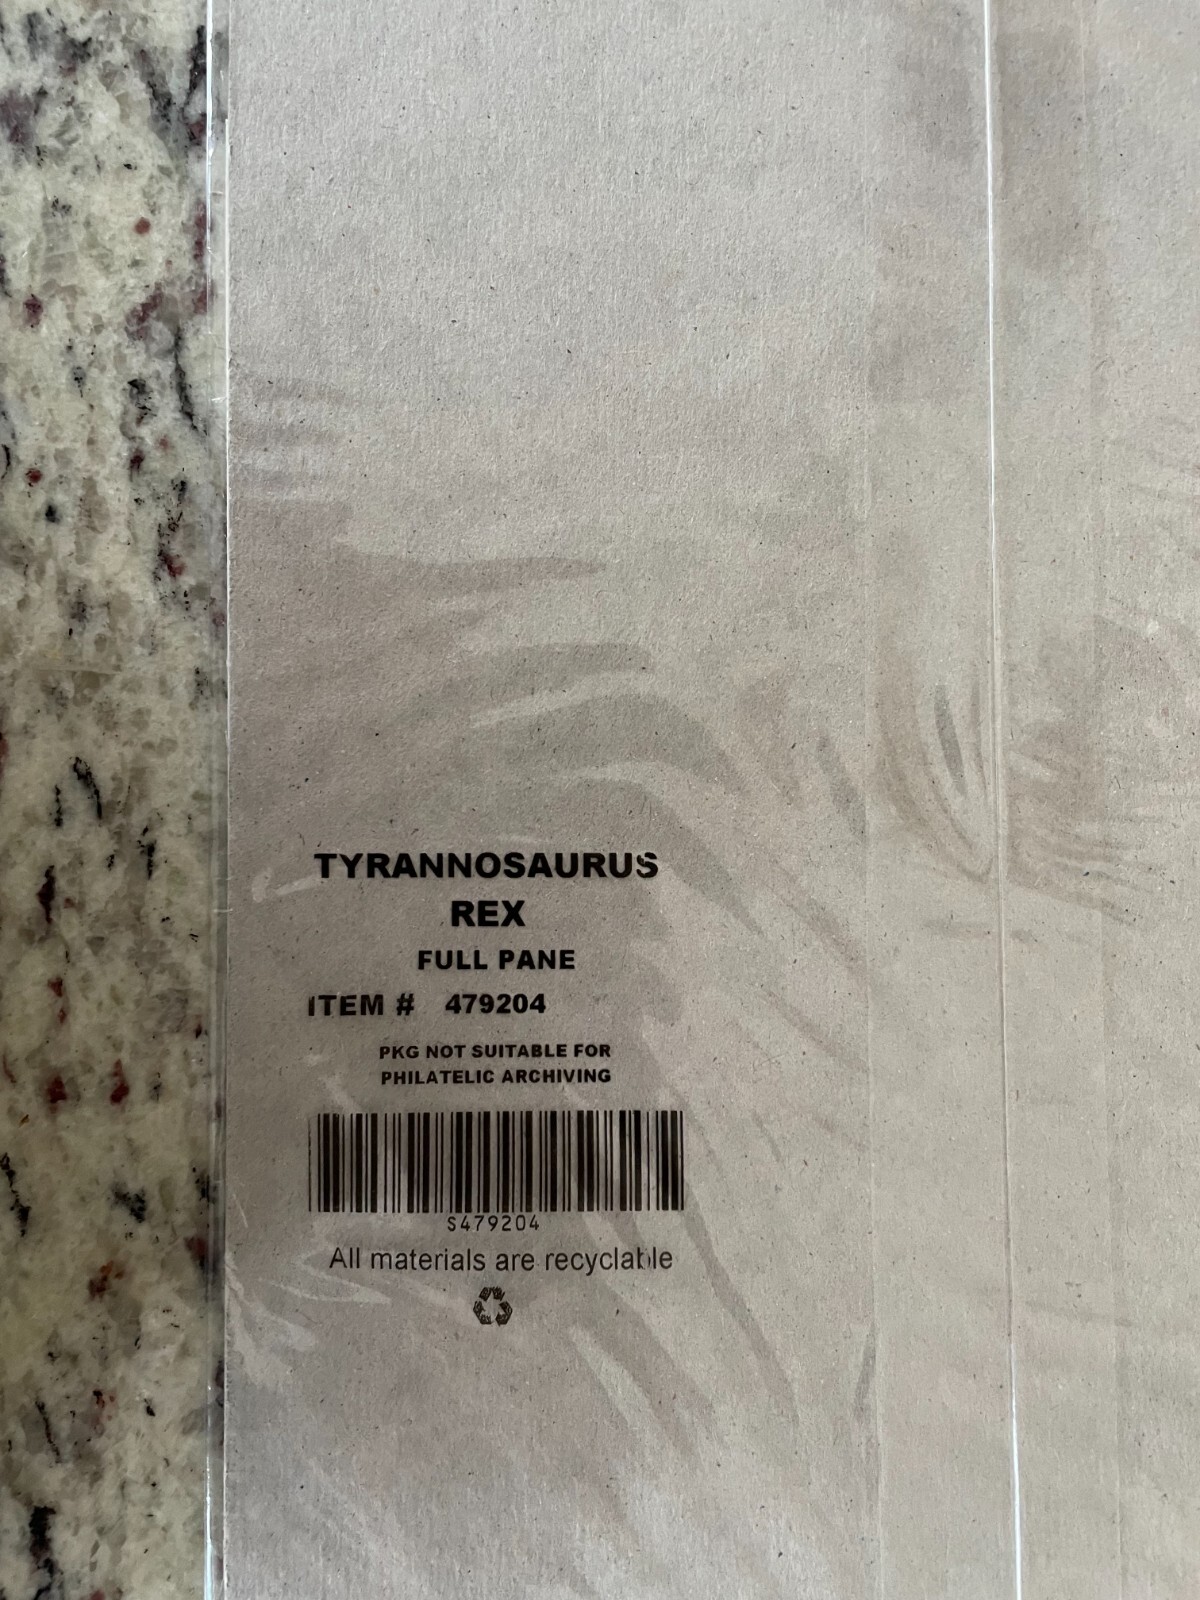 TYRANNOSAURUS
REX
FULL PANE
ITEM # 479204
PKG NOT SUITABLE FOR
PHILATELIC ARCHIVING
S479204
All materials are recyclable